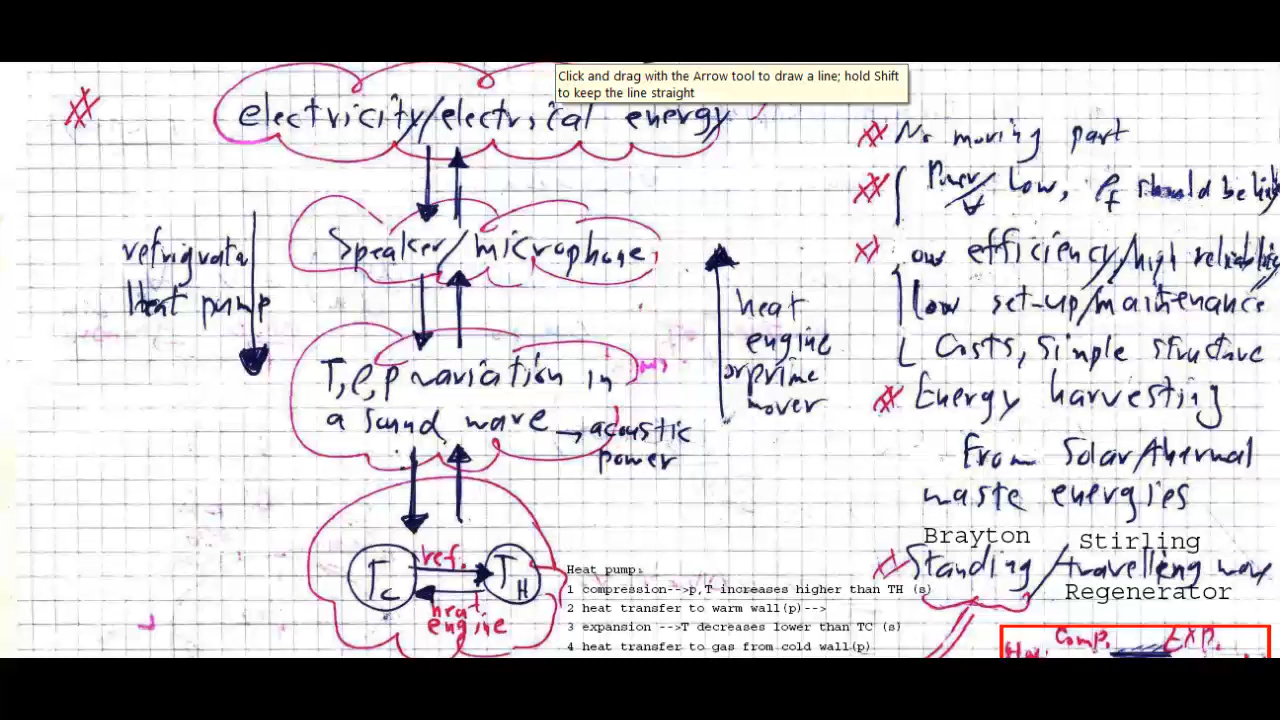 Click and drag with the Arrow tool to draw a line; hold Shift
to keep the line straight
electricity/electrical energy
Speaker/microphone
refrigrator
Heat pump
T, ρ, p variation in
a sound wave → acoustic
power
heat
engine
or prime
mover
Tc ref. TH
heat
engine
Heat pump:
1 compression-->p,T increases higher than TH (s)
2 heat transfer to warm wall(p)-->
3 expansion -->T decreases lower than TC (s)
4 heat transfer to gas from cold wall(p)
No moving part
Power/∀ Low, should be
Low efficiency/high reliability
low set-up/maintenance
Costs, simple structure
Energy harvesting
From Solar/thermal
waste energies
Brayton Stirling
Standing/travelling wave
Regenerator
Comp. Exp.